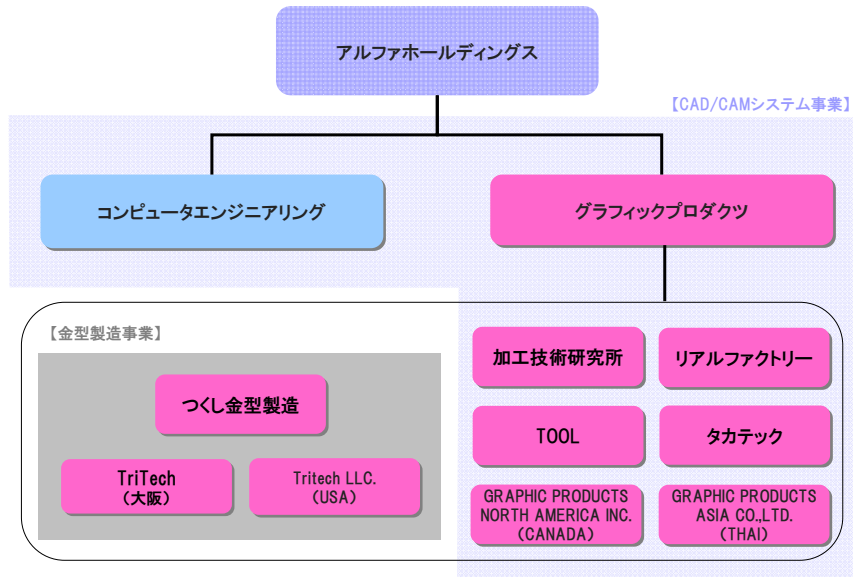 アルファホールディングス
【CAD/CAMシステム事業】
コンピュータエンジニアリング
グラフィックプロダクツ
【金型製造事業】
つくし金型製造
TriTech
(大阪)
Tritech LLC.
(USA)
加工技術研究所
リアルファクトリー
TOOL
タカテック
GRAPHIC PRODUCTS
NORTH AMERICA INC.
(CANADA)
GRAPHIC PRODUCTS
ASIA CO.,LTD.
(THAI)